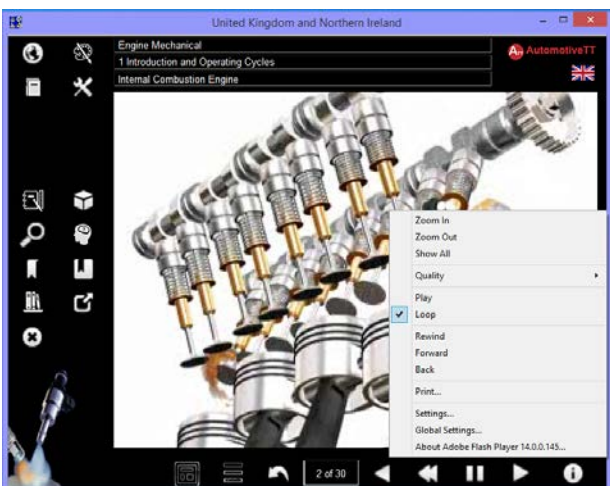 United Kingdom and Northern Ireland
Engine Mechanical
1 Introduction and Operating Cycles
Internal Combustion Engine
Att AutomotiveTT
Zoom In
Zoom Out
Show All
Quality
Play
Loop
Rewind
Forward
Back
Print...
Settings...
Global Settings...
About Adobe Flash Player 14.0.0.145...
2 of 30